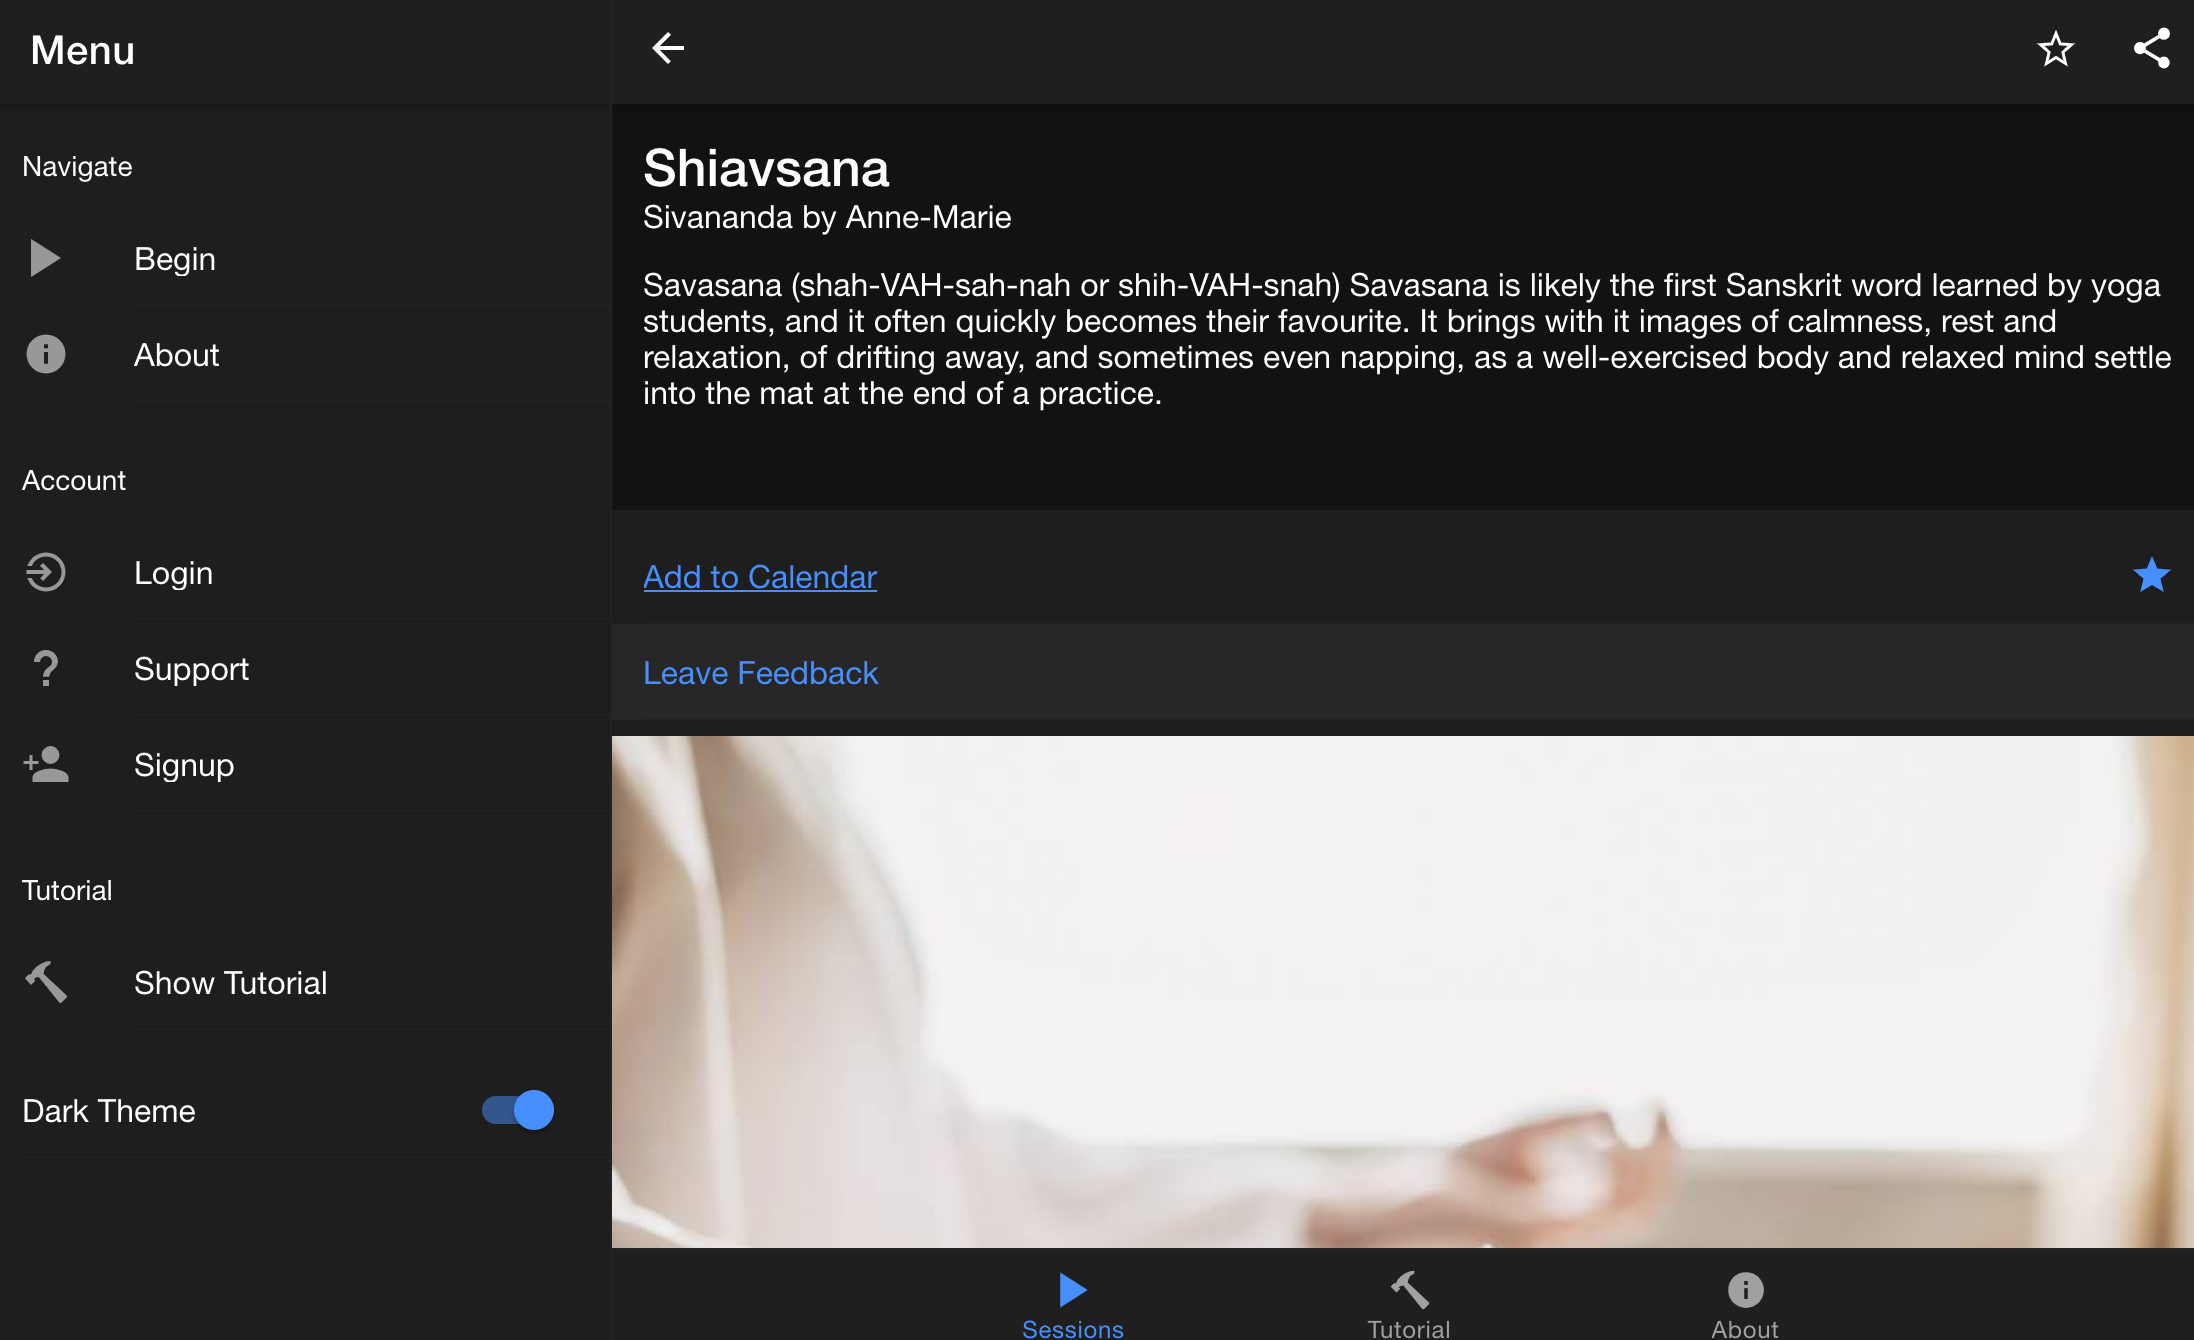 Menu
Navigate
Begin
About
Account
Login
Support
Signup
Tutorial
Show Tutorial
Dark Theme
Shiavsana
Sivananda by Anne-Marie
Savasana (shah-VAH-sah-nah or shih-VAH-snah) Savasana is likely the first Sanskrit word learned by yoga
students, and it often quickly becomes their favourite. It brings with it images of calmness, rest and
relaxation, of drifting away, and sometimes even napping, as a well-exercised body and relaxed mind settle
into the mat at the end of a practice.
Add to Calendar
Leave Feedback
Sessions
Tutorial
About